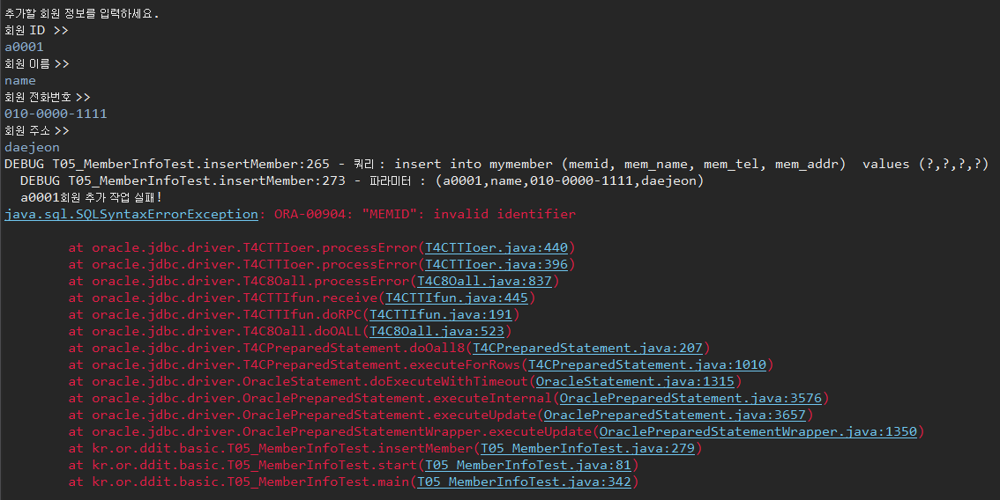 추가할 회원 정보를 입력하세요.
회원 ID >>
a0001
회원 이름 >>
name
회원 전화번호 >>
010-0000-1111
회원 주소 >>
daejeon
DEBUG T05_MemberInfoTest.insertMember:265 - 쿼리 : insert into mymember (memid, mem_name, mem_tel, mem_addr)  values (?,?,?,?)
  DEBUG T05_MemberInfoTest.insertMember:273 - 파라미터 : (a0001,name,010-0000-1111,daejeon)
  a0001회원 추가 작업 실패!
java.sql.SQLSyntaxErrorException: ORA-00904: "MEMID": invalid identifier
	at oracle.jdbc.driver.T4CTTIoer.processError(T4CTTIoer.java:440)
	at oracle.jdbc.driver.T4CTTIoer.processError(T4CTTIoer.java:396)
	at oracle.jdbc.driver.T4C8Oall.processError(T4C8Oall.java:837)
	at oracle.jdbc.driver.T4CTTIfun.receive(T4CTTIfun.java:445)
	at oracle.jdbc.driver.T4CTTIfun.doRPC(T4CTTIfun.java:191)
	at oracle.jdbc.driver.T4C8Oall.doOALL(T4C8Oall.java:523)
	at oracle.jdbc.driver.T4CPreparedStatement.doOall8(T4CPreparedStatement.java:207)
	at oracle.jdbc.driver.T4CPreparedStatement.executeForRows(T4CPreparedStatement.java:1010)
	at oracle.jdbc.driver.OracleStatement.doExecuteWithTimeout(OracleStatement.java:1315)
	at oracle.jdbc.driver.OraclePreparedStatement.executeInternal(OraclePreparedStatement.java:3576)
	at oracle.jdbc.driver.OraclePreparedStatement.executeUpdate(OraclePreparedStatement.java:3657)
	at oracle.jdbc.driver.OraclePreparedStatementWrapper.executeUpdate(OraclePreparedStatementWrapper.java:1350)
	at kr.or.ddit.basic.T05_MemberInfoTest.insertMember(T05_MemberInfoTest.java:279)
	at kr.or.ddit.basic.T05_MemberInfoTest.start(T05_MemberInfoTest.java:81)
	at kr.or.ddit.basic.T05_MemberInfoTest.main(T05_MemberInfoTest.java:342)